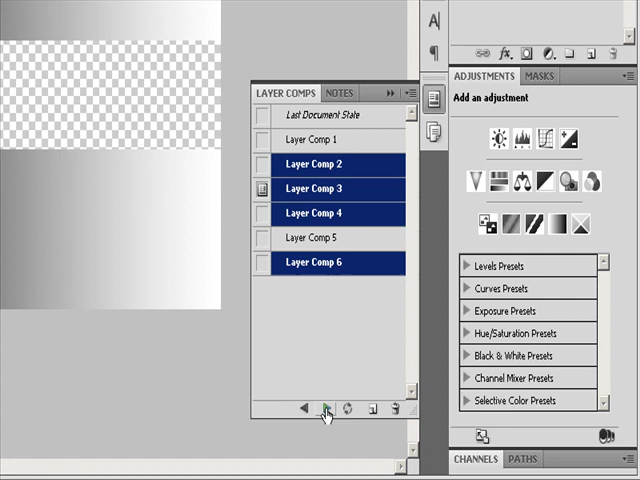 A
¶
fx
LAYER COMPS NOTES
Last Document State
Layer Comp 1
Layer Comp 2
Layer Comp 3
Layer Comp 4
Layer Comp 5
Layer Comp 6
ADJUSTMENTS MASKS
Add an adjustment
Levels Presets
Curves Presets
Exposure Presets
Hue/Saturation Presets
Black & White Presets
Channel Mixer Presets
Selective Color Presets
CHANNELS PATHS